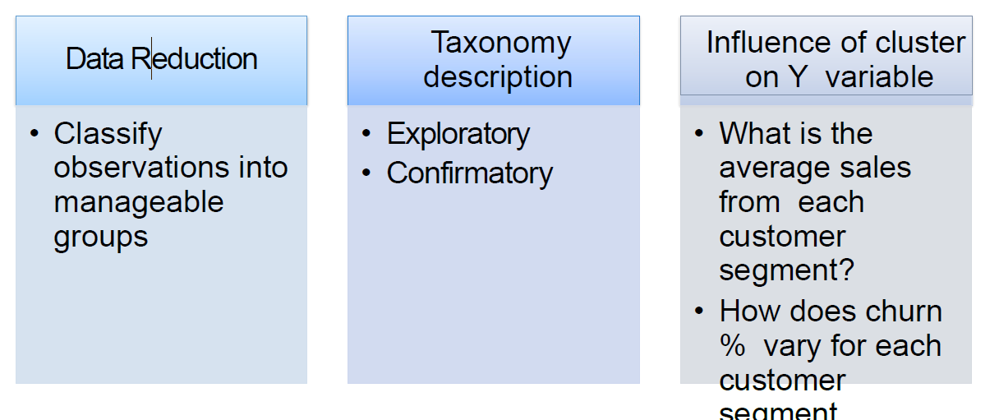 Data Reduction
• Classify
observations into
manageable
groups
Taxonomy
description
• Exploratory
• Confirmatory
Influence of cluster
on Y variable
• What is the
average sales
from each
customer
segment?
• How does churn
% vary for each
customer
segment